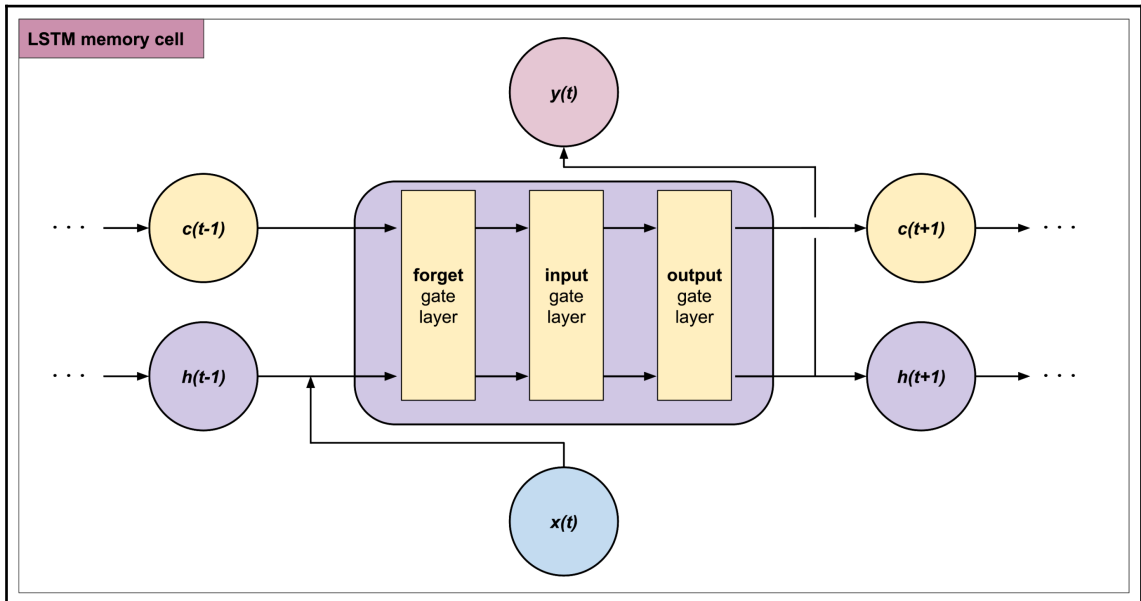 LSTM memory cell
y(t)
· · ·
c(t-1)
c(t+1)
· · ·
forget
gate
layer
input
gate
layer
output
gate
layer
· · ·
h(t-1)
h(t+1)
· · ·
x(t)